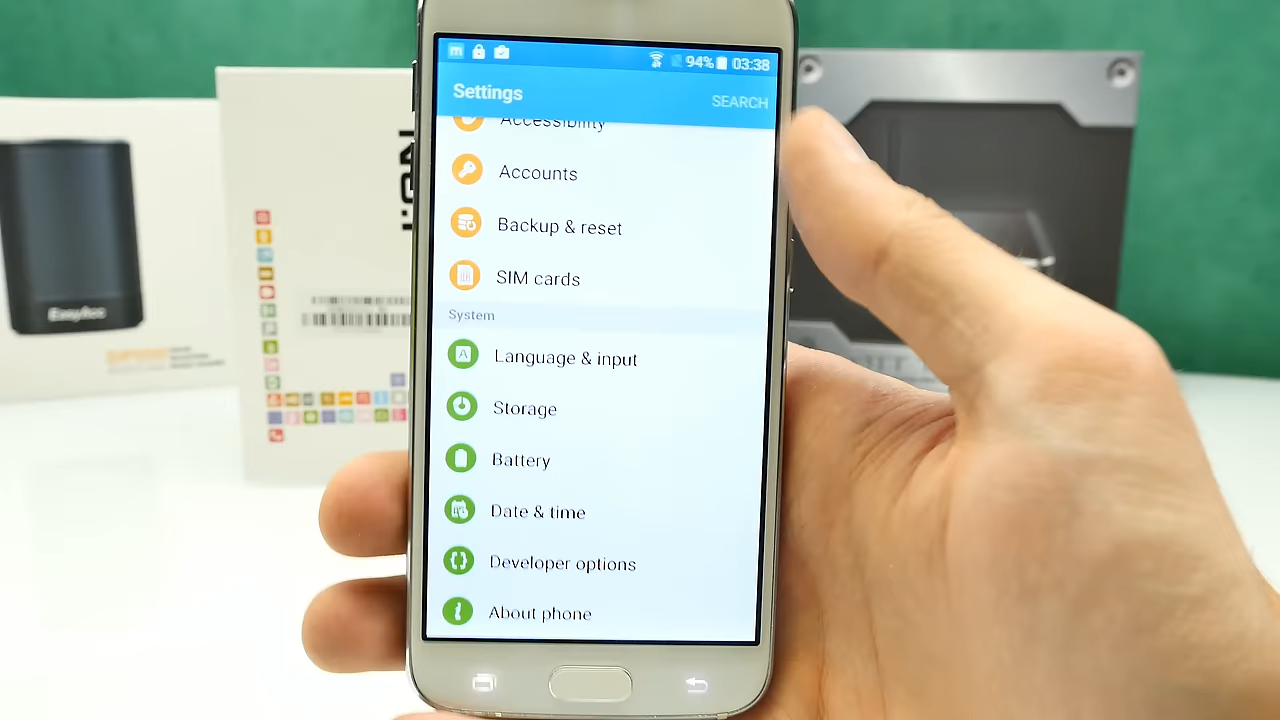 m 94% 03:38
Settings SEARCH
Accessibility
Accounts
Backup & reset
SIM cards
System
Language & input
Storage
Battery
Date & time
Developer options
About phone
EasyAcc